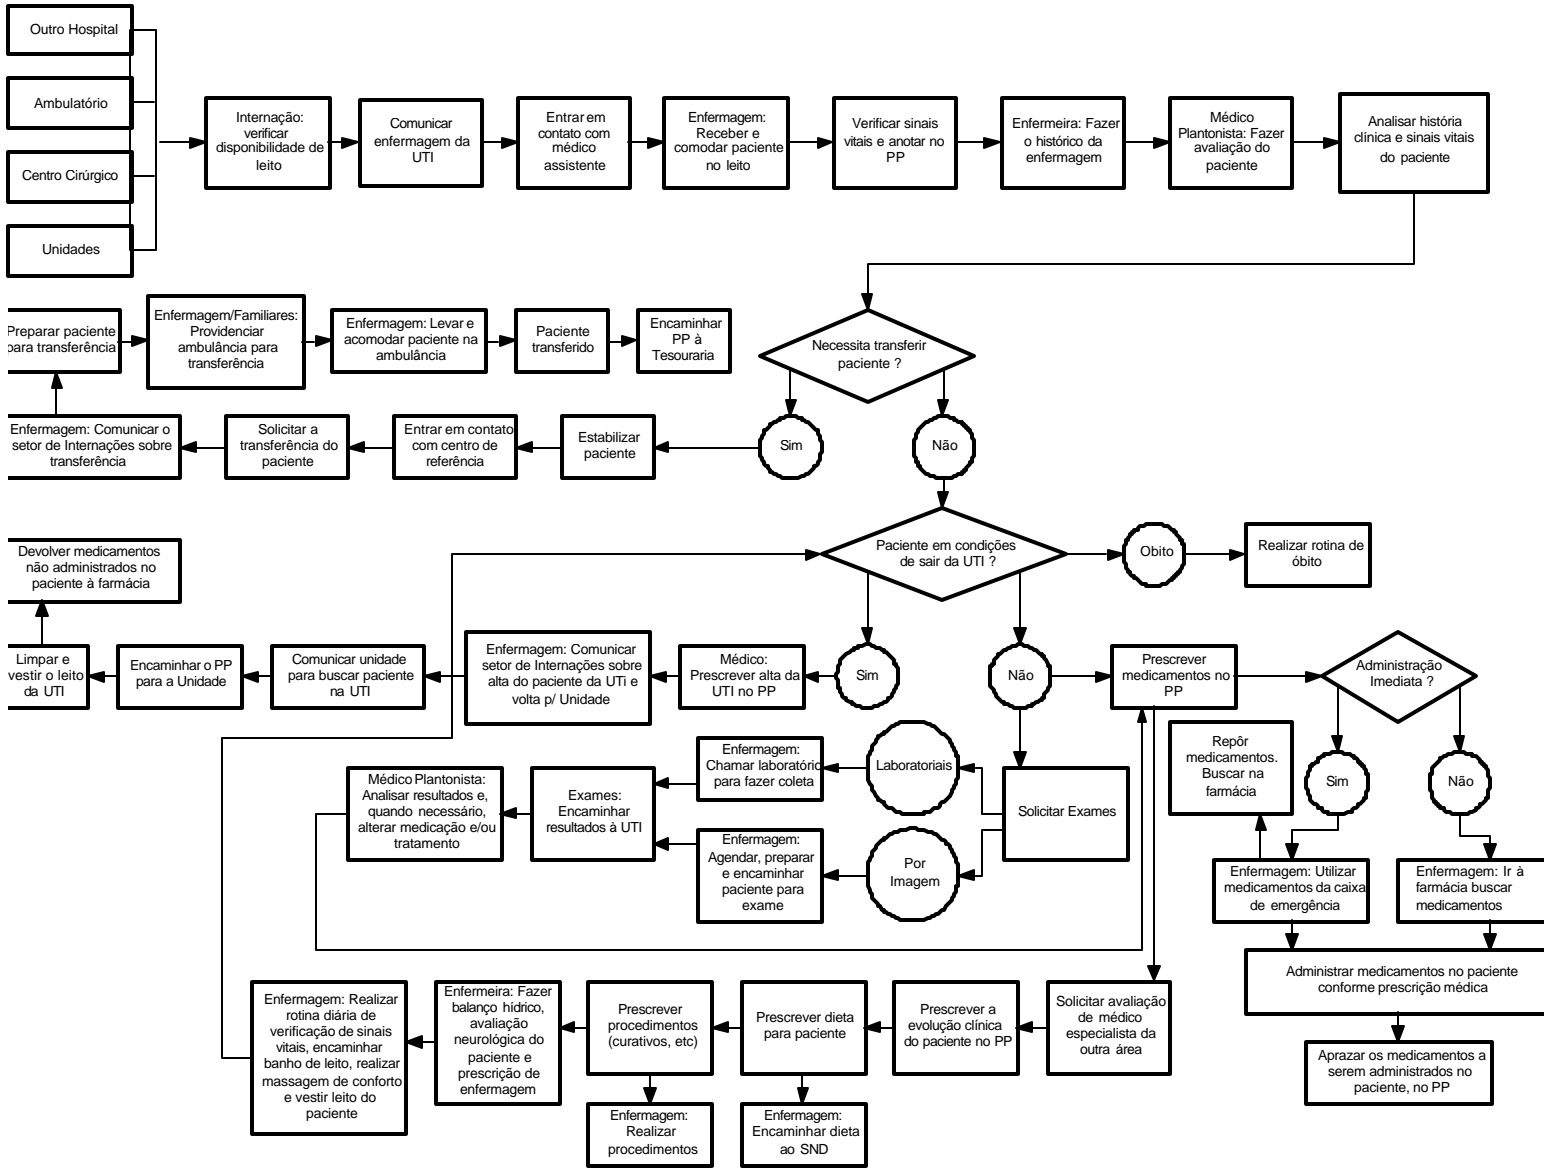 Outro Hospital
Ambulatório
Centro Cirúrgico
Unidades
Internação:
verificar
disponibilidade de
leito
Comunicar
enfermagem da
UTI
Entrar em
contato com
médico
assistente
Enfermagem:
Receber e
comodar paciente
no leito
Verificar sinais
vitais e anotar no
PP
Enfermeira: Fazer
o histórico da
enfermagem
Médico
Plantonista: Fazer
avaliação do
paciente
Analisar história
clínica e sinais vitais
do paciente
Preparar paciente
para transferência
Enfermagem/Familiares:
Providenciar
ambulância para
transferência
Enfermagem: Levar e
acomodar paciente na
ambulância
Paciente
transferido
Encaminhar
PP à
Tesouraria
Necessita transferir
paciente ?
Enfermagem: Comunicar o
setor de Internações sobre
transferência
Solicitar a
transferência do
paciente
Entrar em contato
com centro de
referência
Estabilizar
paciente
Sim
Não
Devolver medicamentos
não administrados no
paciente à farmácia
Paciente em condições
de sair da UTI ?
Obito
Realizar rotina de
óbito
Limpar e
vestir o leito
da UTI
Encaminhar o PP
para a Unidade
Comunicar unidade
para buscar paciente
na UTI
Enfermagem: Comunicar
setor de Internações sobre
alta do paciente da UTi e
volta p/ Unidade
Médico:
Prescrever alta da
UTI no PP
Sim
Não
Prescrever
medicamentos no
PP
Administração
Imediata ?
Repôr
medicamentos.
Buscar na
farmácia
Sim
Não
Médico Plantonista:
Analisar resultados e,
quando necessário,
alterar medicação e/ou
tratamento
Exames:
Encaminhar
resultados à UTI
Enfermagem:
Chamar laboratório
para fazer coleta
Laboratoriais
Solicitar Exames
Enfermagem:
Agendar, preparar
e encaminhar
paciente para
exame
Por
Imagem
Enfermagem: Utilizar
medicamentos da caixa
de emergência
Enfermagem: Ir à
farmácia buscar
medicamentos
Administrar medicamentos no paciente
conforme prescrição médica
Aprazar os medicamentos a
serem administrados no
paciente, no PP
Enfermagem: Realizar
rotina diária de
verificação de sinais
vitais, encaminhar
banho de leito, realizar
massagem de conforto
e vestir leito do
paciente
Enfermeira: Fazer
balanço hídrico,
avaliação
neurológica do
paciente e
prescrição de
enfermagem
Prescrever
procedimentos
(curativos, etc)
Prescrever dieta
para paciente
Prescrever a
evolução clínica
do paciente no PP
Solicitar avaliação
de médico
especialista da
outra área
Enfermagem:
Realizar
procedimentos
Enfermagem:
Encaminhar dieta
ao SND